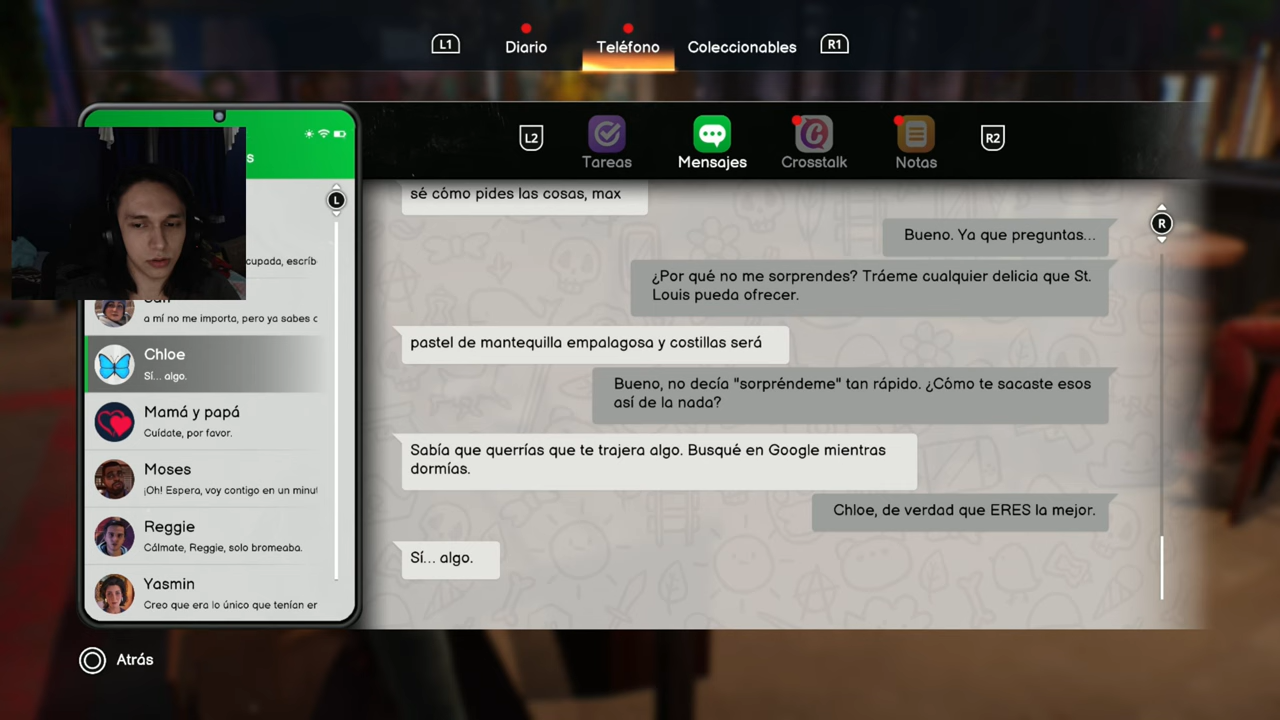 L1
Diario
Teléfono
Coleccionables
R1
L2
Tareas
Mensajes
Crosstalk
Notas
R2
L
R
sé cómo pides las cosas, max
Bueno. Ya que preguntas...
¿Por qué no me sorprendes? Tráeme cualquier delicia que St.
Louis pueda ofrecer.
pastel de mantequilla empalagosa y costillas será
Bueno, no decía "sorpréndeme" tan rápido. ¿Cómo te sacaste esos
así de la nada?
Sabía que querrías que te trajera algo. Busqué en Google mientras
dormías.
Chloe, de verdad que ERES la mejor.
Sí... algo.
a mí no me importa, pero ya sabes
Chloe
Sí... algo.
Mamá y papá
Cuídate, por favor.
Moses
¡Oh! Espera, voy contigo en un minut
Reggie
Cálmate, Reggie, solo bromeaba.
Yasmin
Creo que era lo único que tenían er
Atrás